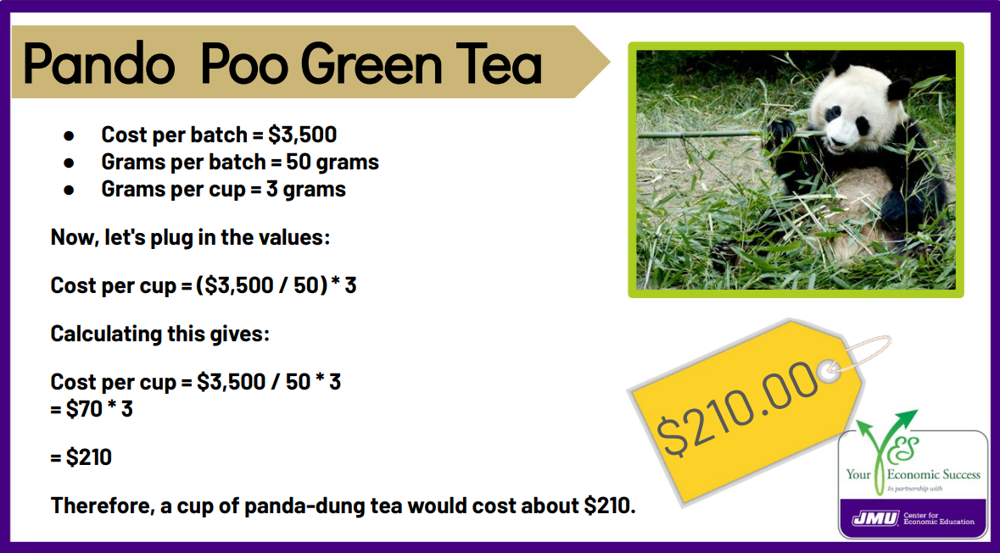 Pando Poo Green Tea
● Cost per batch = $3,500
● Grams per batch = 50 grams
● Grams per cup = 3 grams
Now, let's plug in the values:
Cost per cup = ($3,500 / 50) * 3
Calculating this gives:
Cost per cup = $3,500 / 50 * 3
= $70 * 3
= $210
Therefore, a cup of panda-dung tea would cost about $210.
$210.00
YES
Your Economic Success
In partnership with
JMU Center for
Economic Education